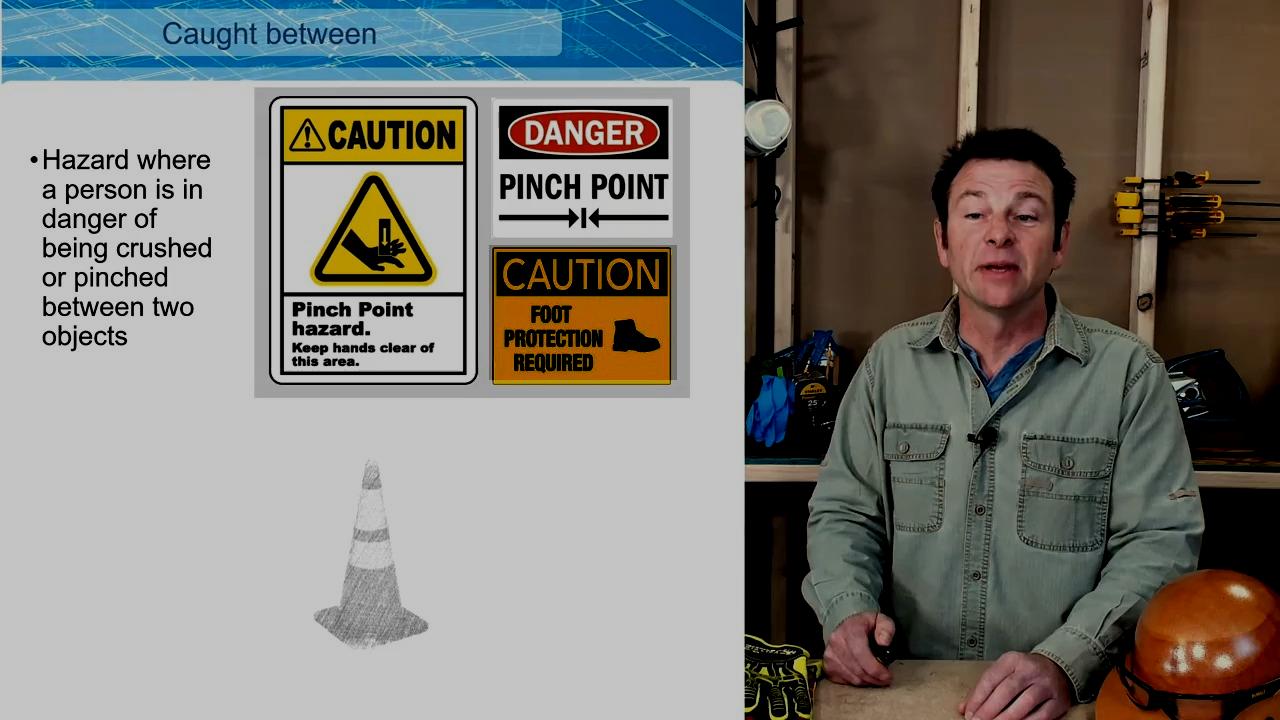 Caught between
•Hazard where
a person is in
danger of
being crushed
or pinched
between two
objects
CAUTION
Pinch Point
hazard.
Keep hands clear of
this area.
DANGER
PINCH POINT
CAUTION
FOOT
PROTECTION
REQUIRED
25